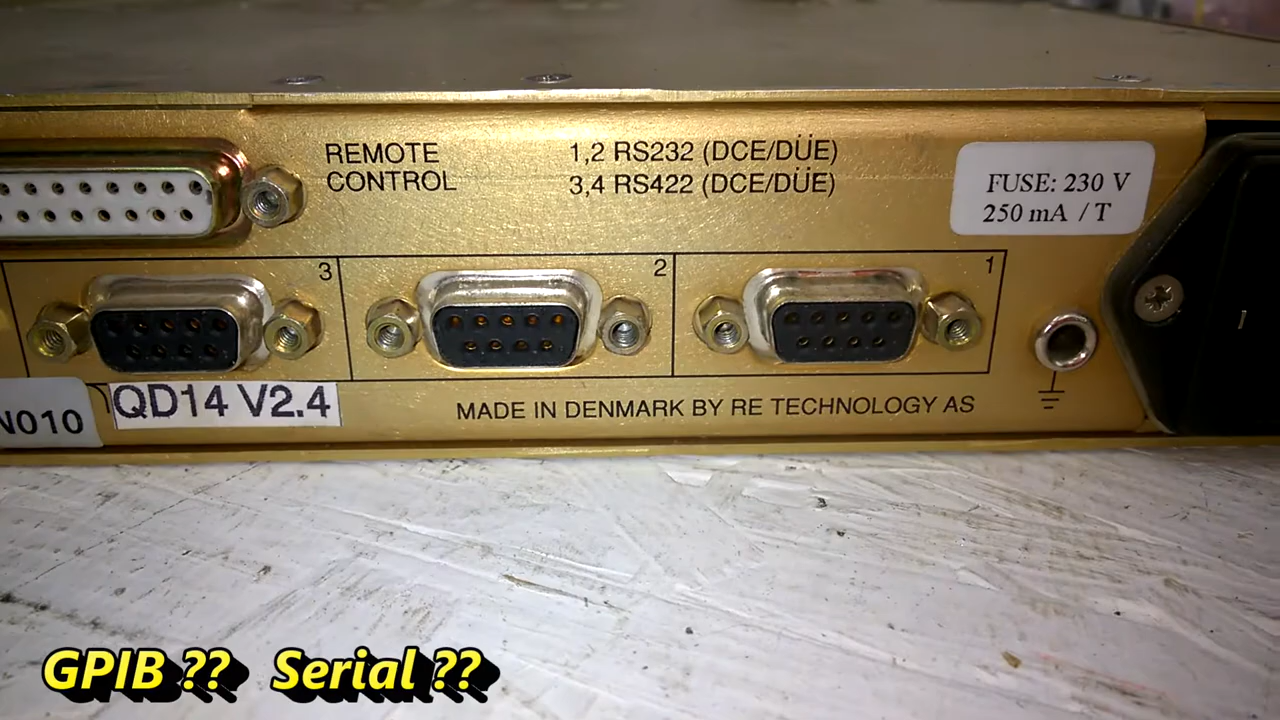 REMOTE
CONTROL
1,2 RS232 (DCE/DÜE)
3,4 RS422 (DCE/DÜE)
FUSE: 230 V
250 mA / T
3
2
1
N010
QD14 V2.4
MADE IN DENMARK BY RE TECHNOLOGY AS
GPIB ?? Serial ??